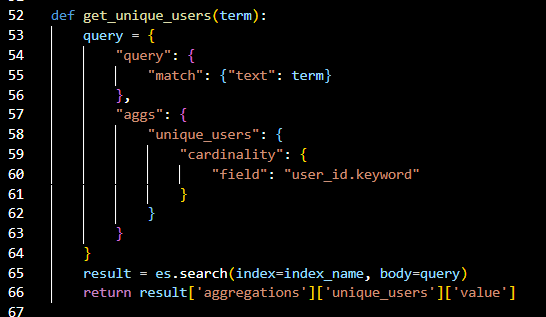 52 def get_unique_users(term):
53     query = {
54         "query": {
55             "match": {"text": term}
56         },
57         "aggs": {
58             "unique_users": {
59                 "cardinality": {
60                     "field": "user_id.keyword"
61                 }
62             }
63         }
64     }
65     result = es.search(index=index_name, body=query)
66     return result['aggregations']['unique_users']['value']
67